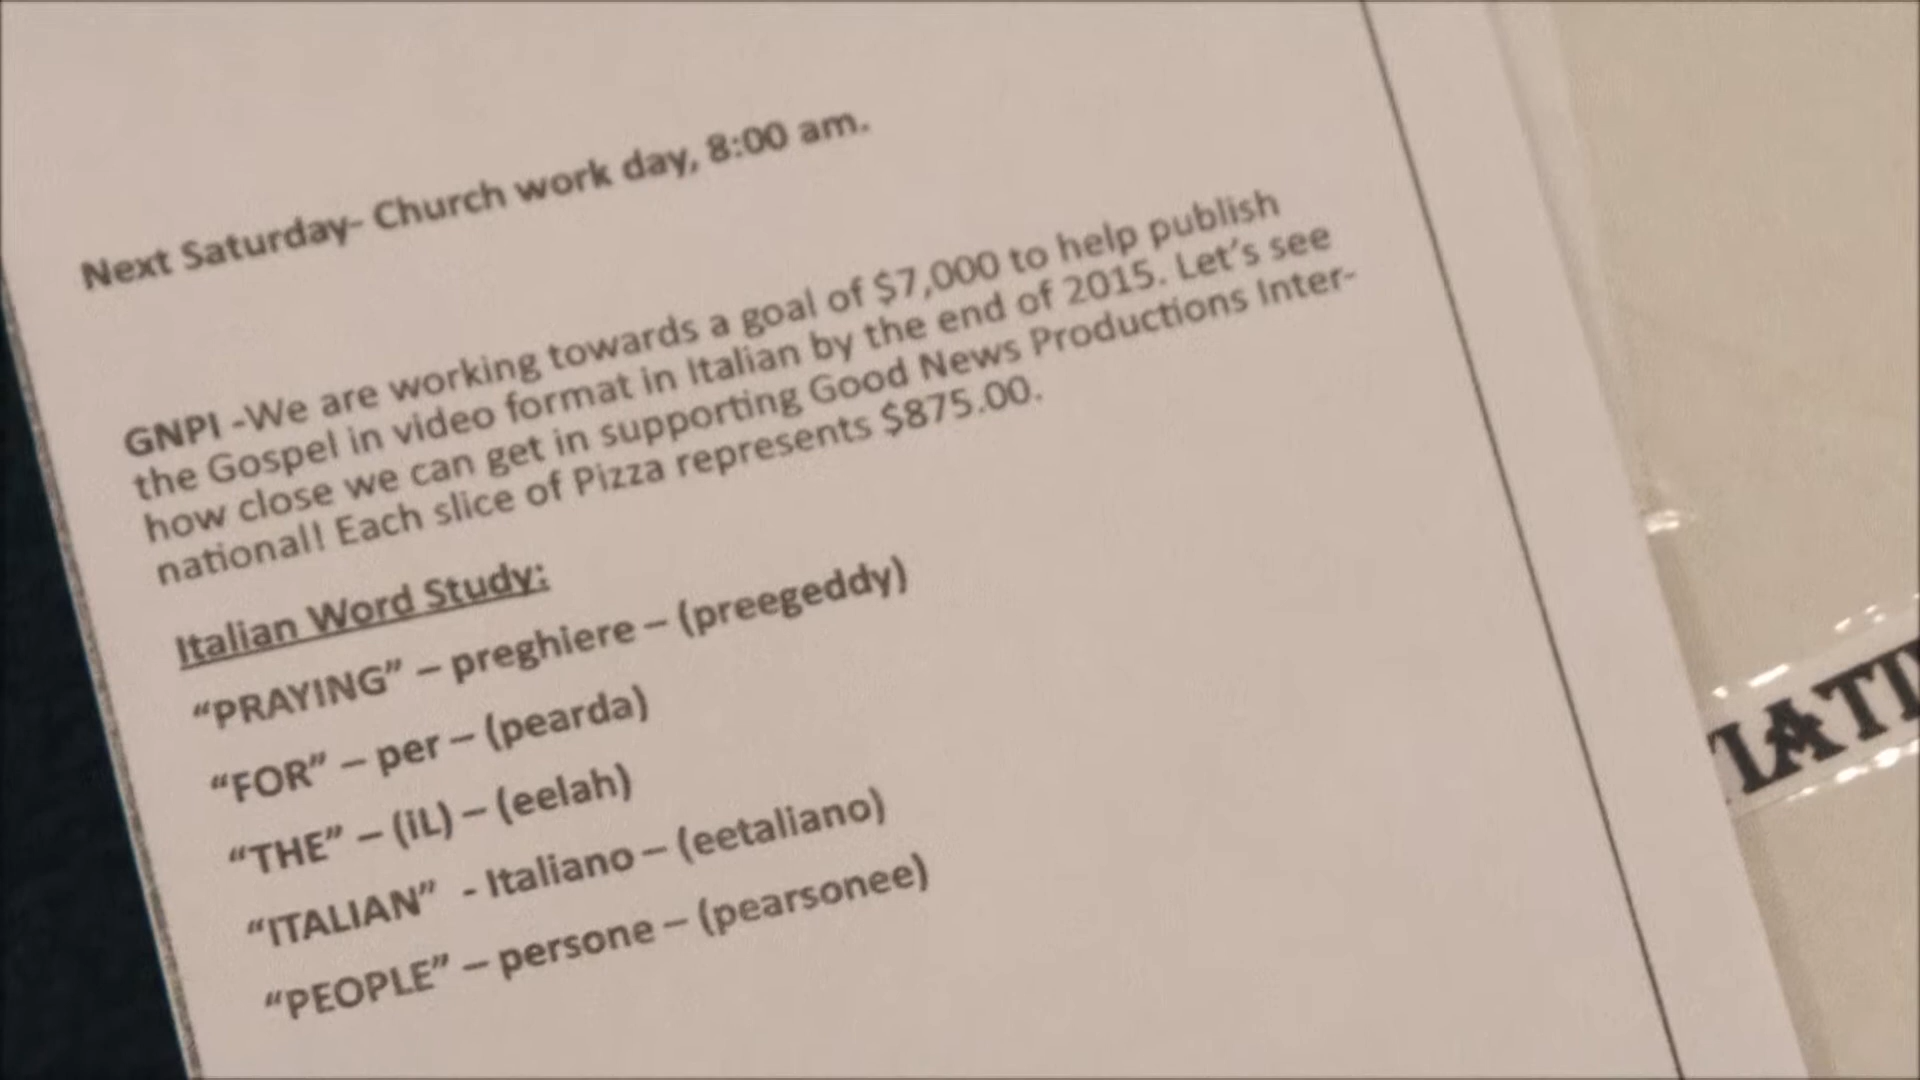 Next Saturday- Church work day, 8:00 am.
GNPI -We are working towards a goal of $7,000 to help publish
the Gospel in video format in Italian by the end of 2015. Let's see
how close we can get in supporting Good News Productions Inter-
national! Each slice of Pizza represents $875.00.
Italian Word Study:
“PRAYING” – preghiere – (preegeddy)
“FOR” – per – (pearda)
“THE” – (iL) – (eelah)
“ITALIAN” - Italiano – (eetaliano)
“PEOPLE” – persone – (pearsonee)